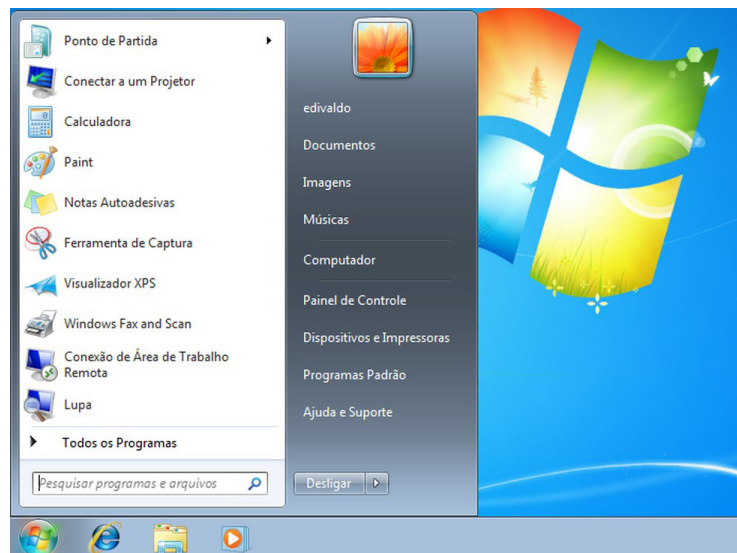 Ponto de Partida
Conectar a um Projetor
Calculadora
Paint
Notas Autoadesivas
Ferramenta de Captura
Visualizador XPS
Windows Fax and Scan
Conexão de Área de Trabalho
Remota
Lupa
Todos os Programas
Pesquisar programas e arquivos
edivaldo
Documentos
Imagens
Músicas
Computador
Painel de Controle
Dispositivos e Impressoras
Programas Padrão
Ajuda e Suporte
Desligar